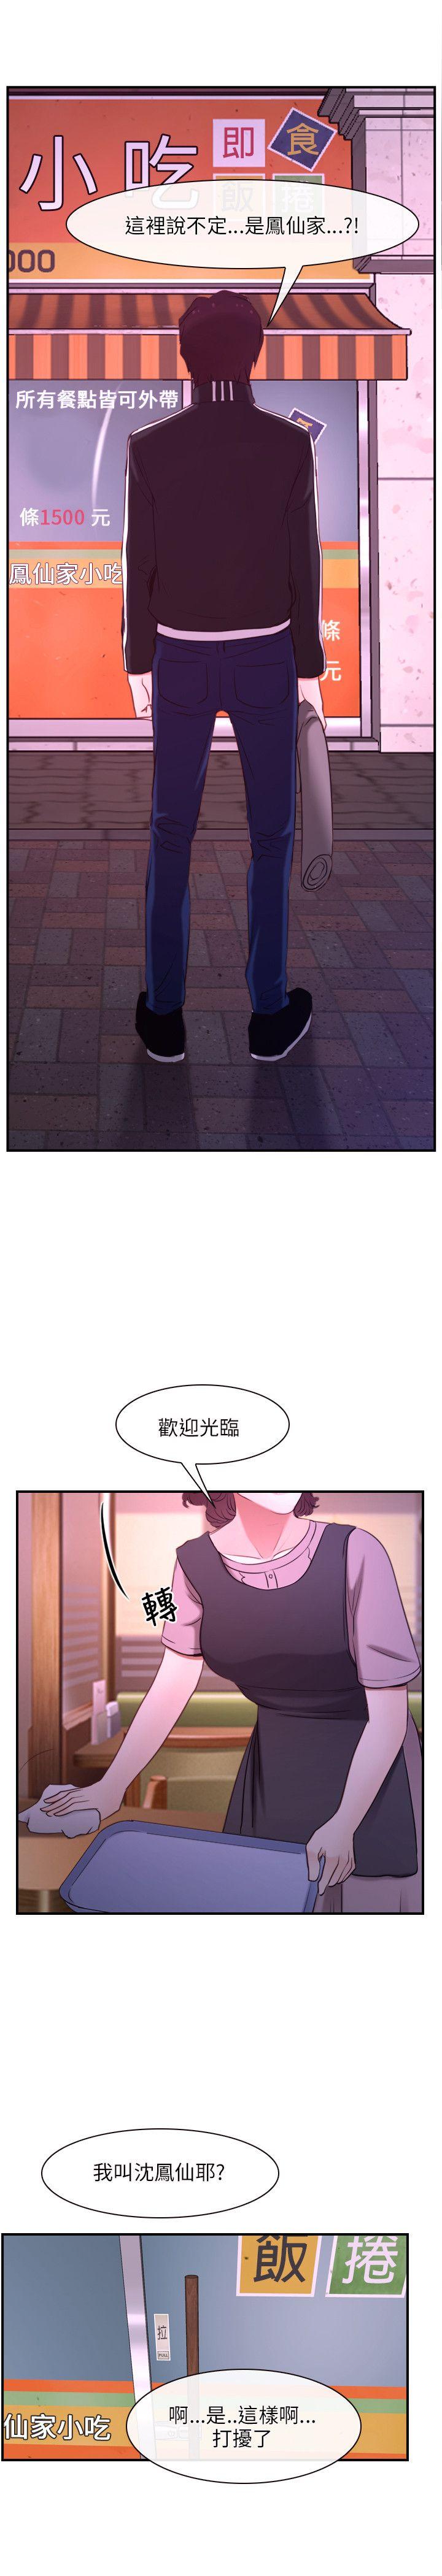 小吃
即食
飯捲
這裡說不定...是鳳仙家...?!
000
所有餐點皆可外帶
條1500 元
鳳仙家小吃
條
元
歡迎光臨
轉
我叫沈鳳仙耶?
飯捲
拉
仙家小吃
啊...是..這樣啊...
打擾了